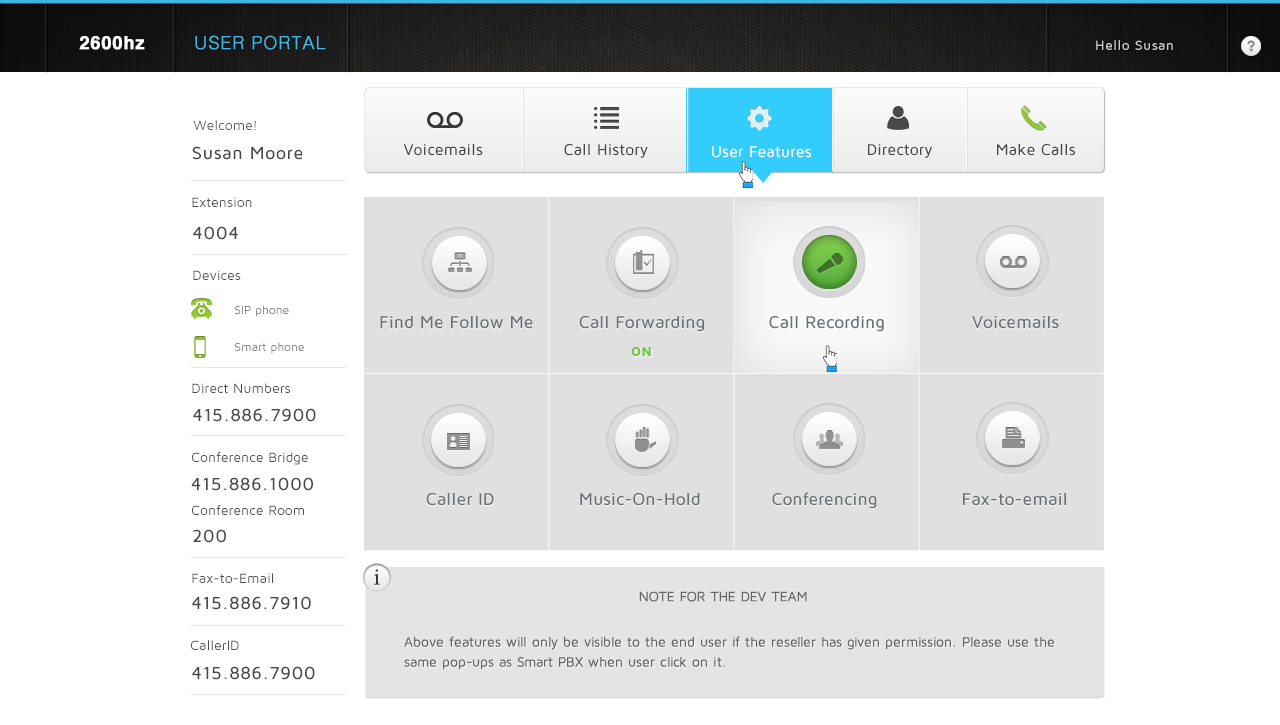 2600hz
USER PORTAL
Hello Susan
?
Voicemails
Call History
User Features
Directory
Make Calls
Welcome!
Susan Moore
Extension
4004
Devices
SIP phone
Smart phone
Direct Numbers
415.886.7900
Conference Bridge
415.886.1000
Conference Room
200
Fax-to-Email
415.886.7910
CallerID
415.886.7900
Find Me Follow Me
Call Forwarding
ON
Call Recording
Voicemails
Caller ID
Music-On-Hold
Conferencing
Fax-to-email
i
NOTE FOR THE DEV TEAM
Above features will only be visible to the end user if the reseller has given permission. Please use the
same pop-ups as Smart PBX when user click on it.